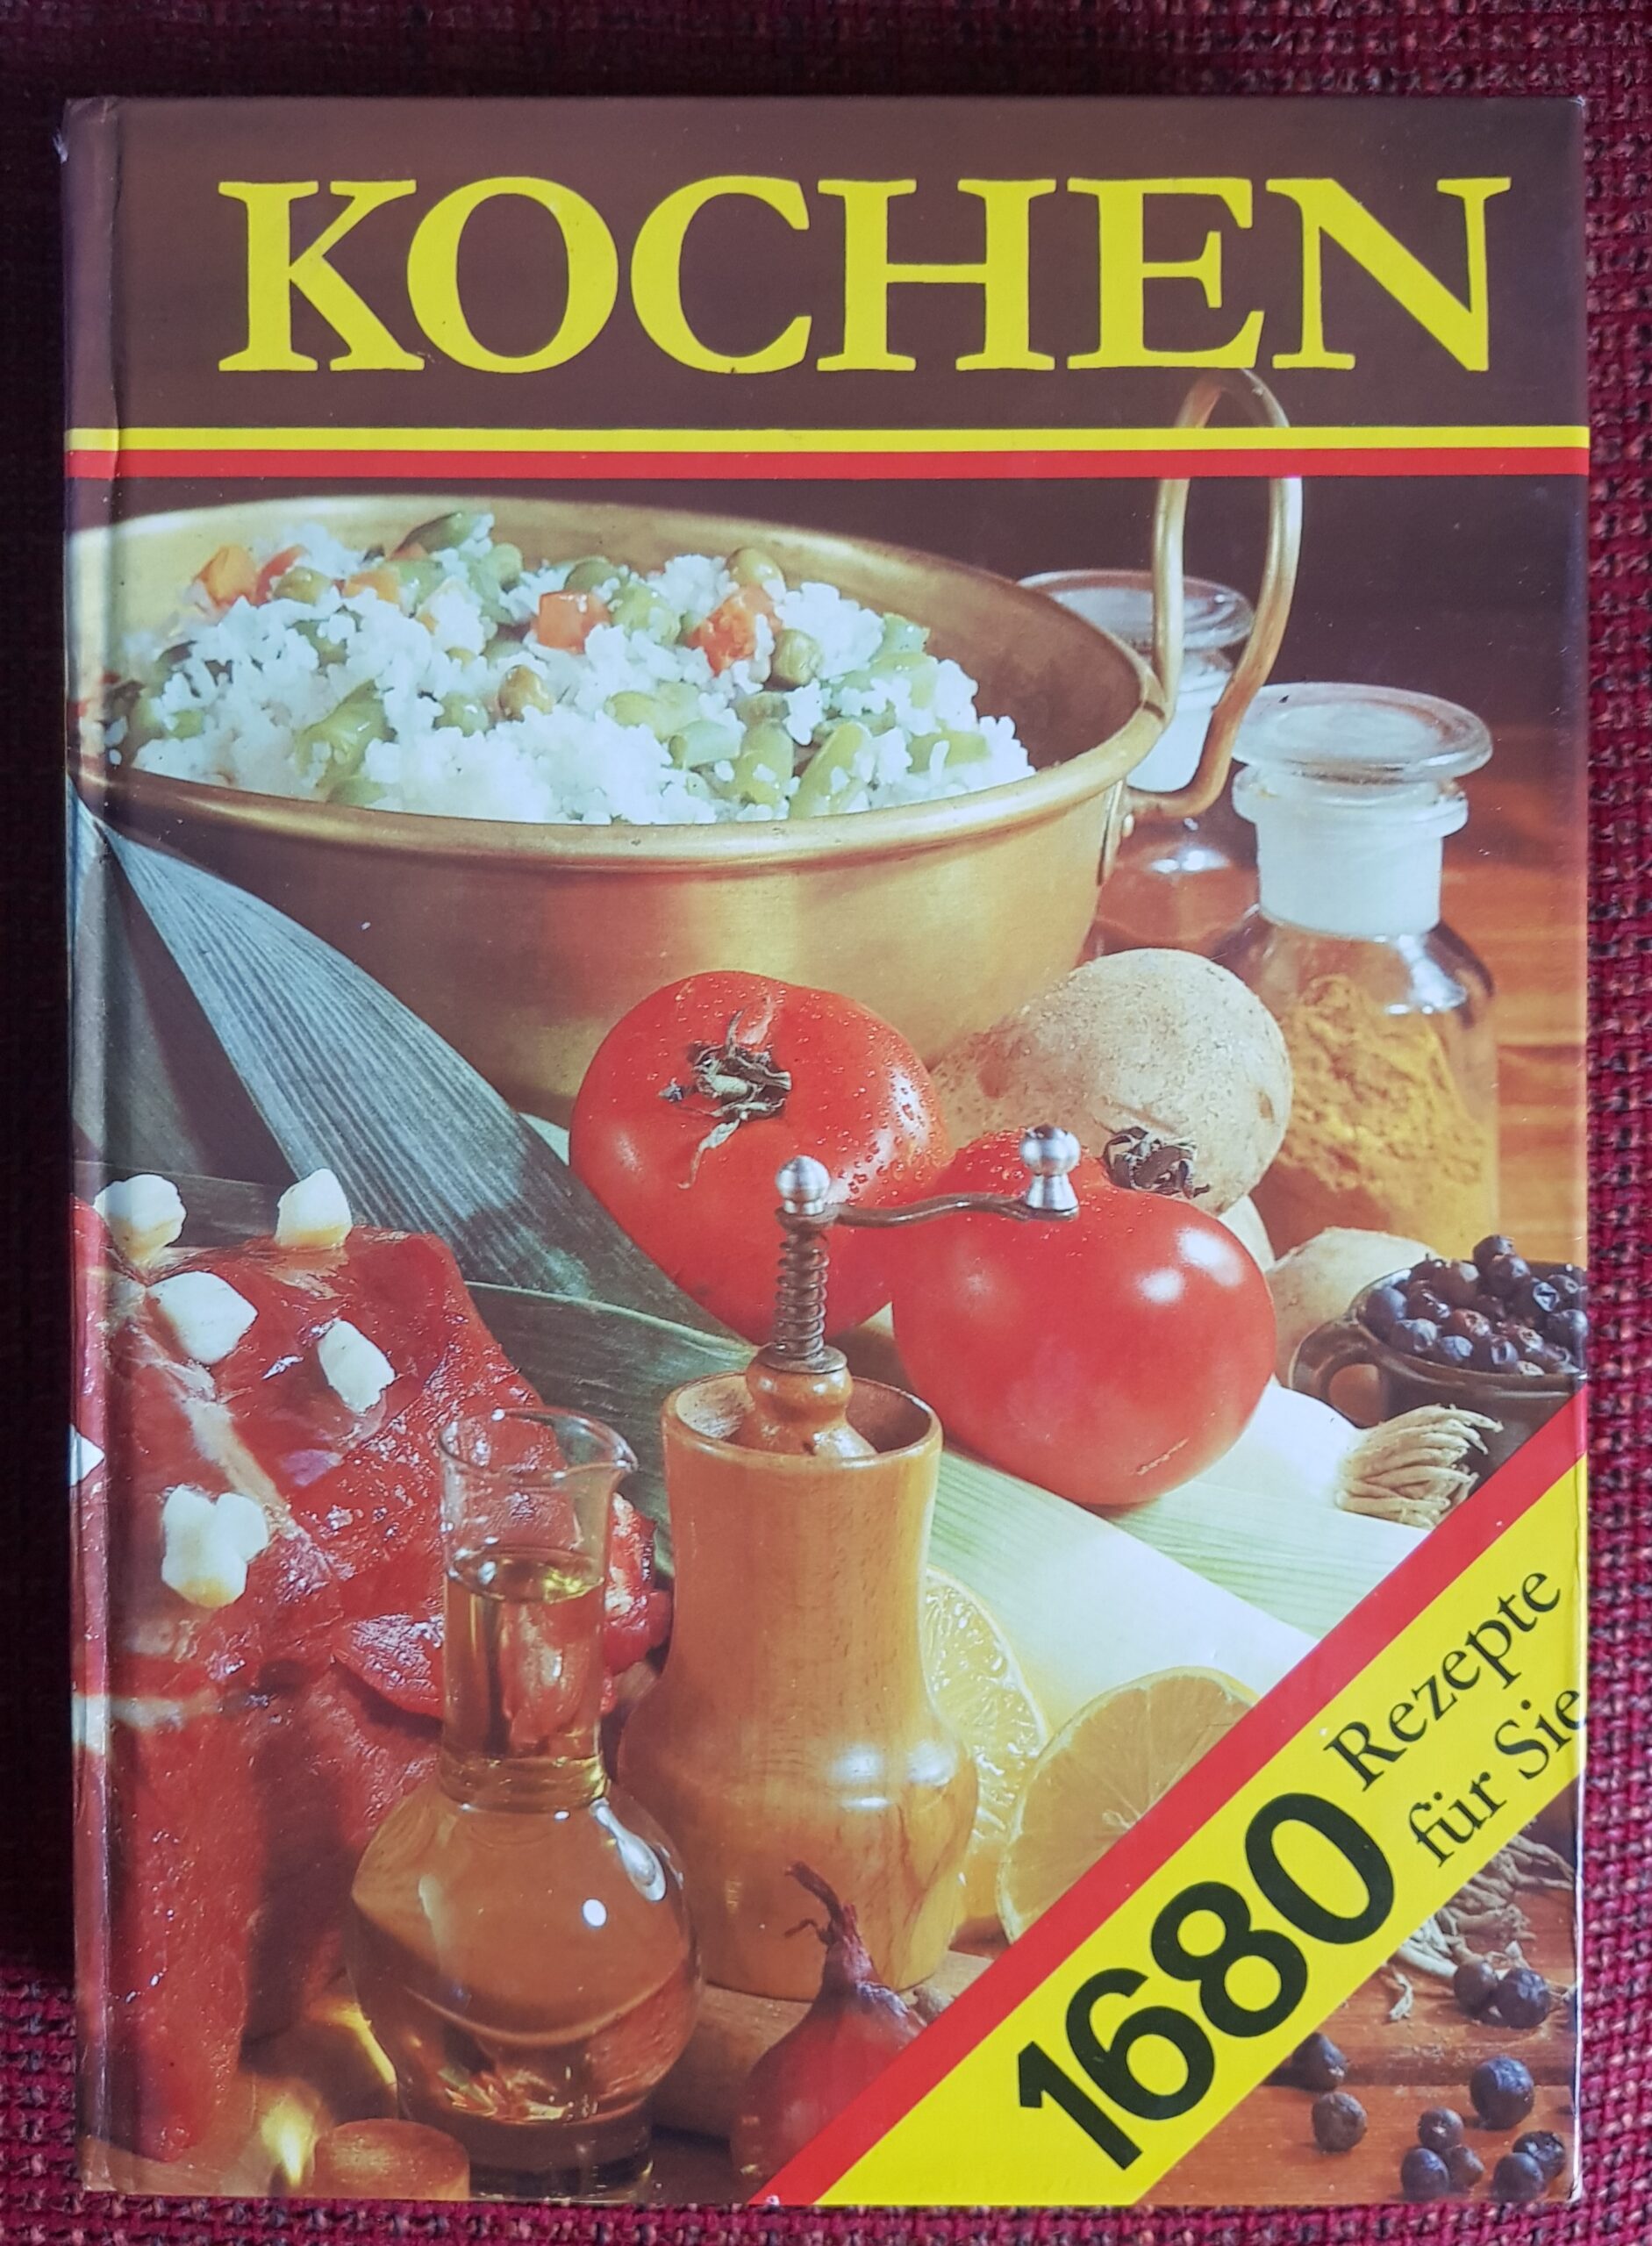 KOCHEN
1680
Rezepte
für Sie